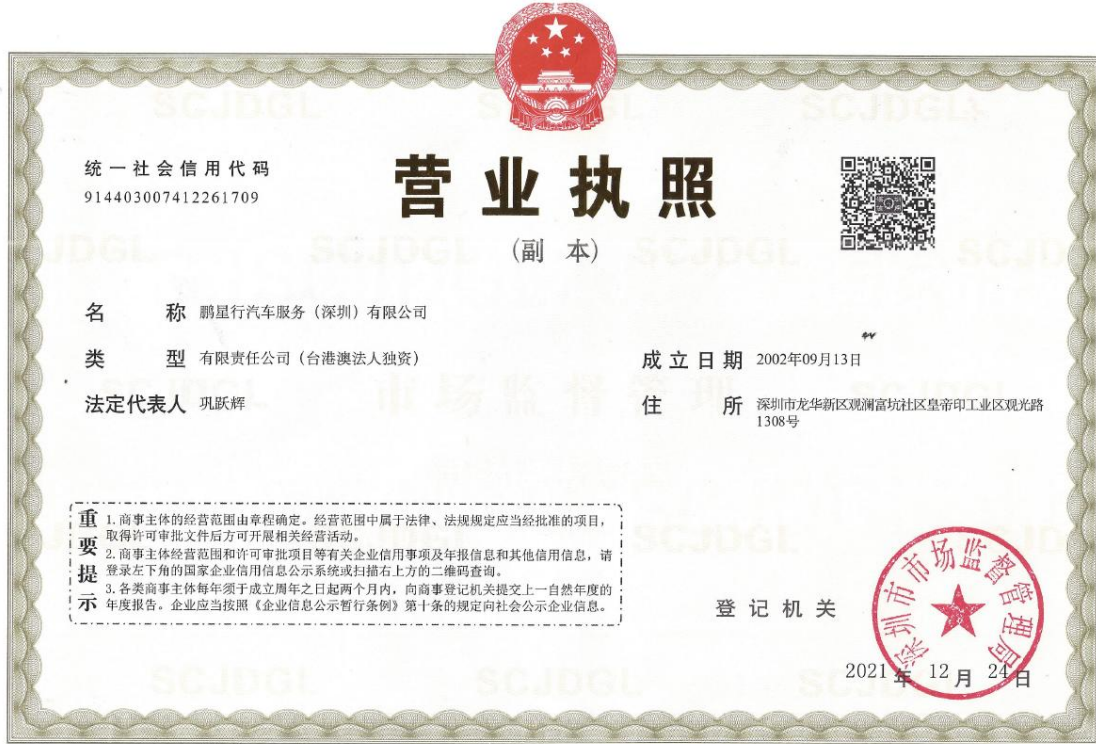 统一社会信用代码
914403007412261709
营业执照
(副 本)
名 称 鹏星行汽车服务（深圳）有限公司
类 型 有限责任公司（台港澳法人独资）
成立日期 2002年09月13日
法定代表人 巩跃辉
住 所 深圳市龙华新区观澜富坑社区皇帝印工业区观光路
1308号
重要提示
1.商事主体的经营范围由章程确定。经营范围中属于法律、法规规定应当经批准的项目，
取得许可审批文件后方可开展相关经营活动。
2.商事主体经营范围和许可审批项目等有关企业信用事项及年报信息和其他信用信息，请
登录左下角的国家企业信用信息公示系统或扫描右上方的二维码查询。
3.各类商事主体每年须于成立周年之日起两个月内，向商事登记机关提交上一自然年度的
年度报告。企业应当按照《企业信息公示暂行条例》第十条的规定向社会公示企业信息。
登记机关
深圳市市场监督管理局
2021年12月24日
SCJDGL
市场监督管理